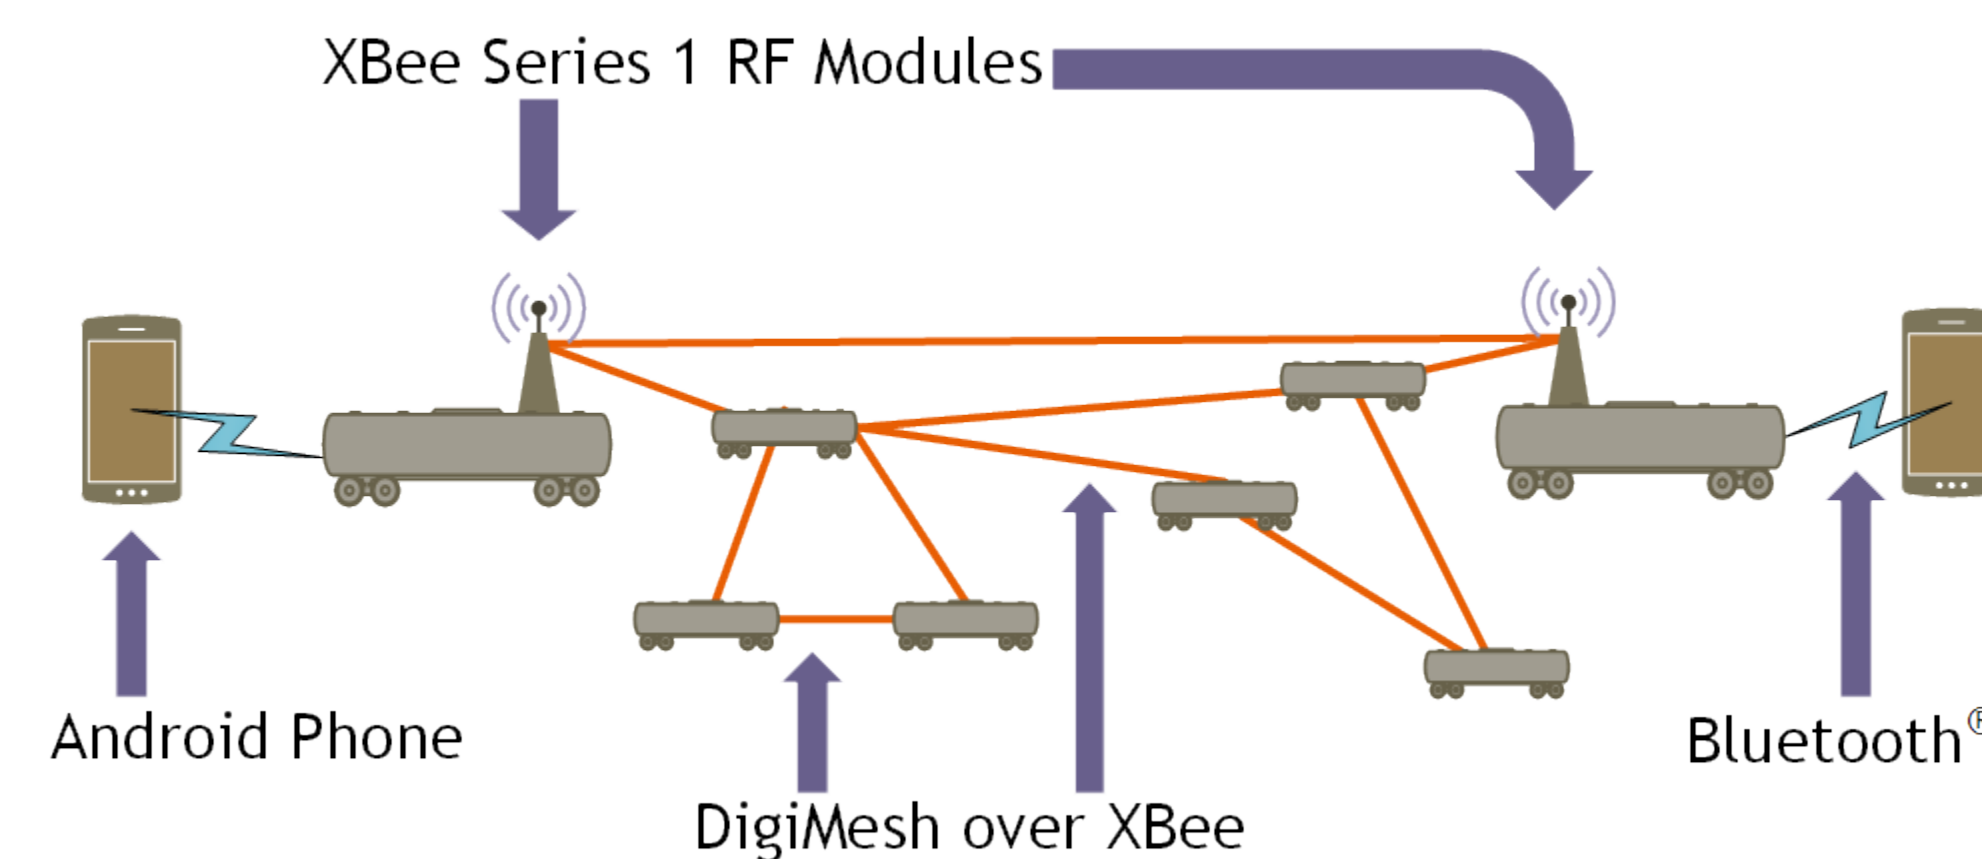 XBee Series 1 RF Modules
Android Phone
Bluetooth®
DigiMesh over XBee